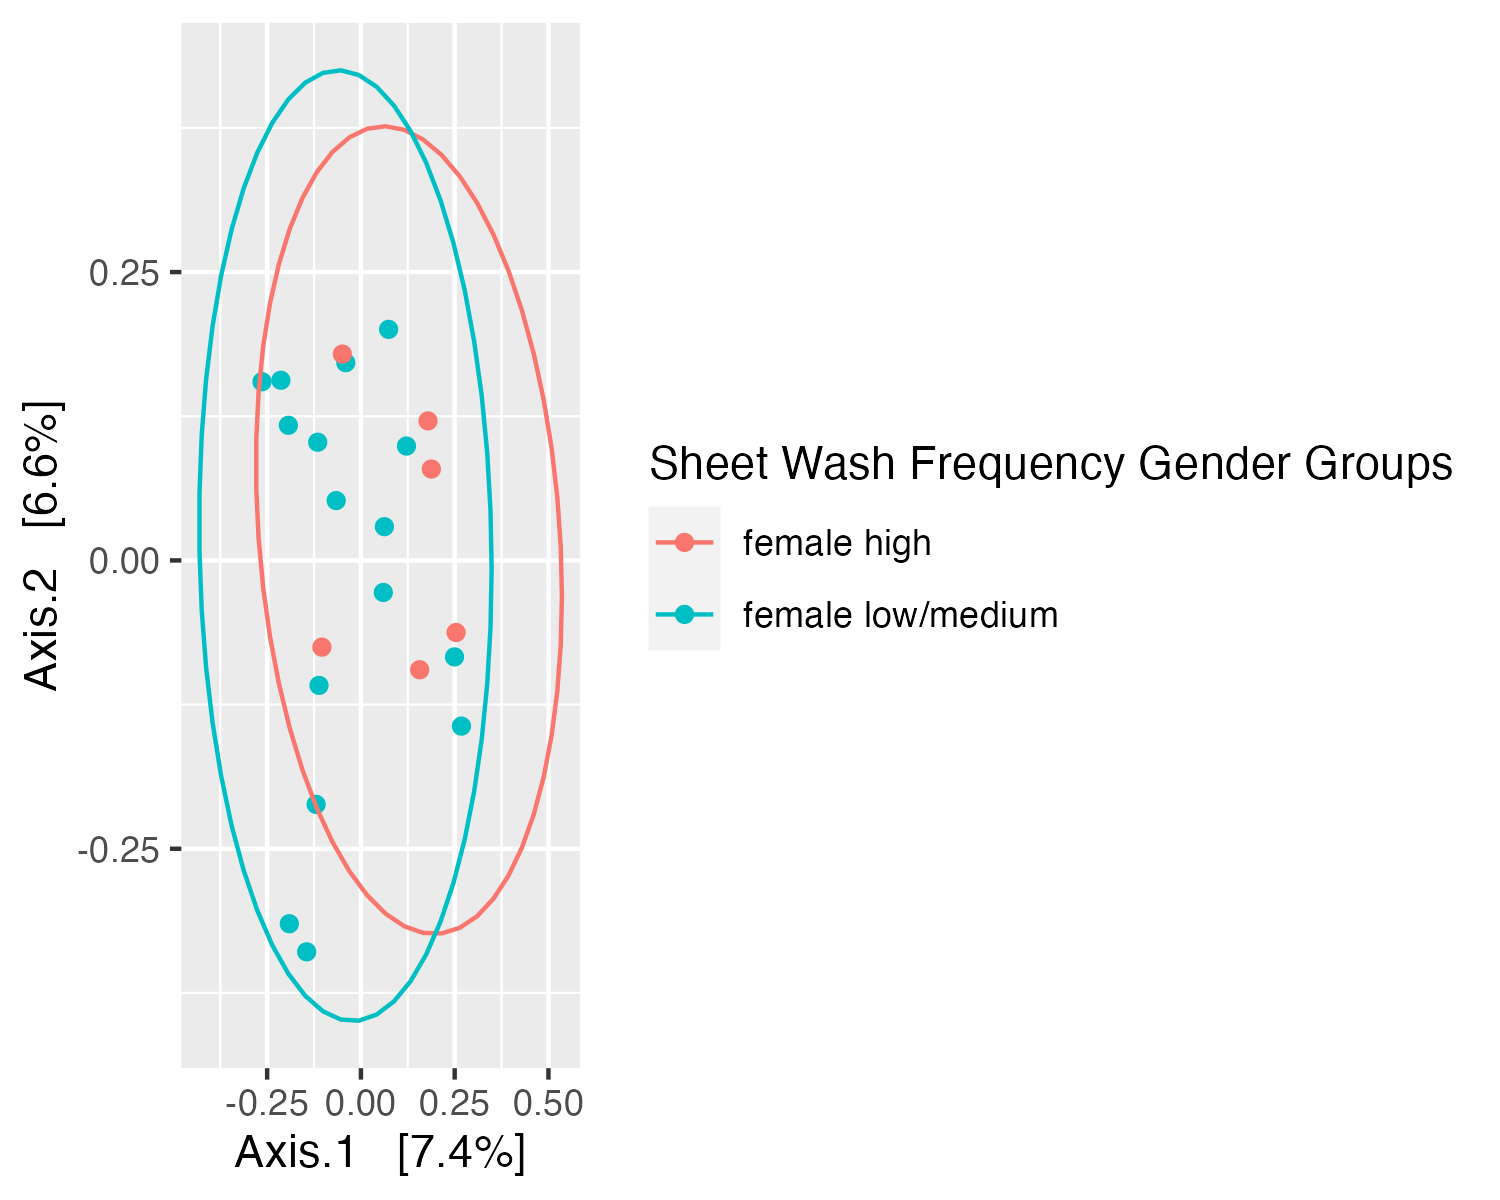 0.25
0.00
-0.25
Axis.2 [6.6%]
-0.25 0.00 0.25 0.50
Axis.1 [7.4%]
Sheet Wash Frequency Gender Groups
female high
female low/medium